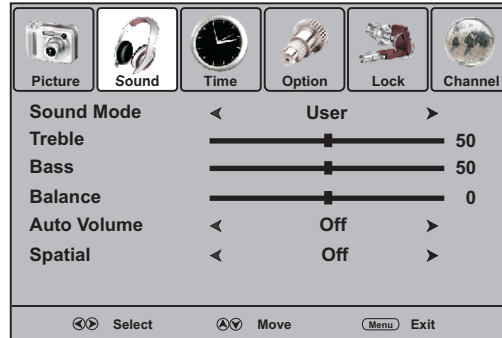 Picture Sound Time Option Lock Channel
Sound Mode User
Treble 50
Bass 50
Balance 0
Auto Volume Off
Spatial Off
Select Move Menu Exit